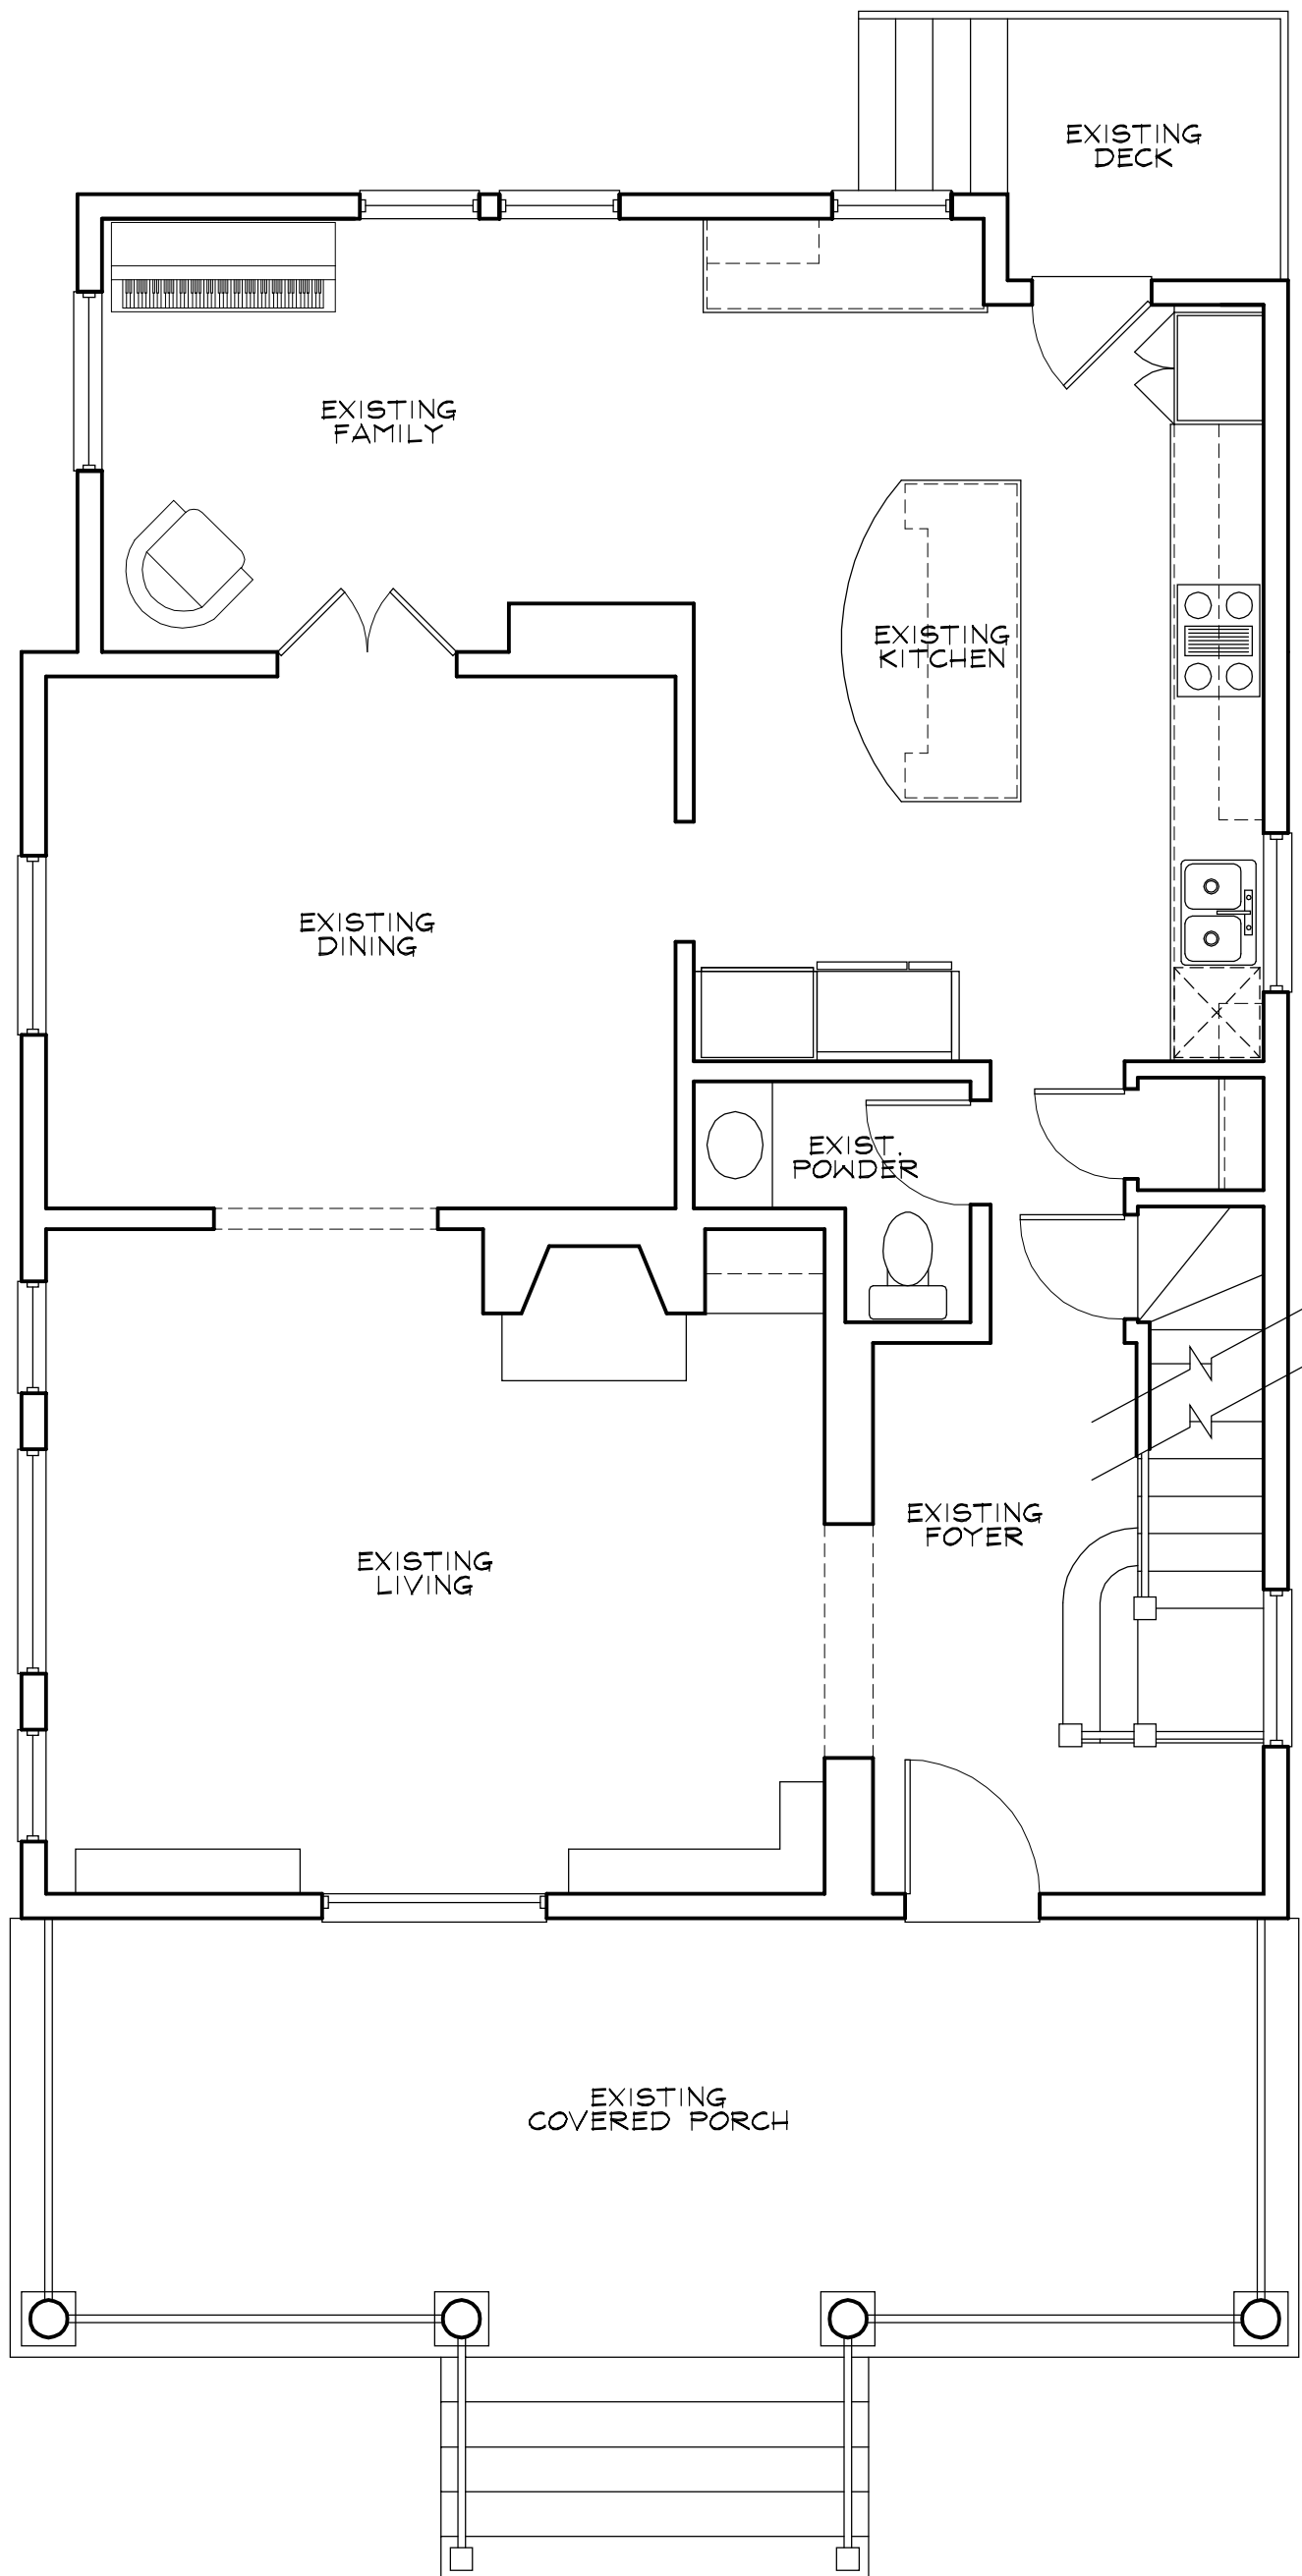 EXISTING
DECK
EXISTING
FAMILY
EXISTING
KITCHEN
EXISTING
DINING
EXIST.
POWDER
EXISTING
FOYER
EXISTING
LIVING
EXISTING
COVERED PORCH